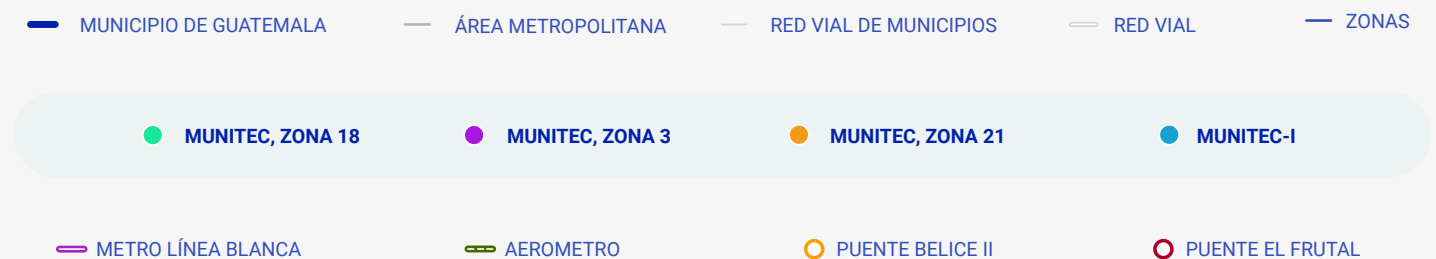 MUNICIPIO DE GUATEMALA ÁREA METROPOLITANA RED VIAL DE MUNICIPIOS RED VIAL ZONAS
MUNITEC, ZONA 18 MUNITEC, ZONA 3 MUNITEC, ZONA 21 MUNITEC-I
METRO LÍNEA BLANCA AEROMETRO PUENTE BELICE II PUENTE EL FRUTAL